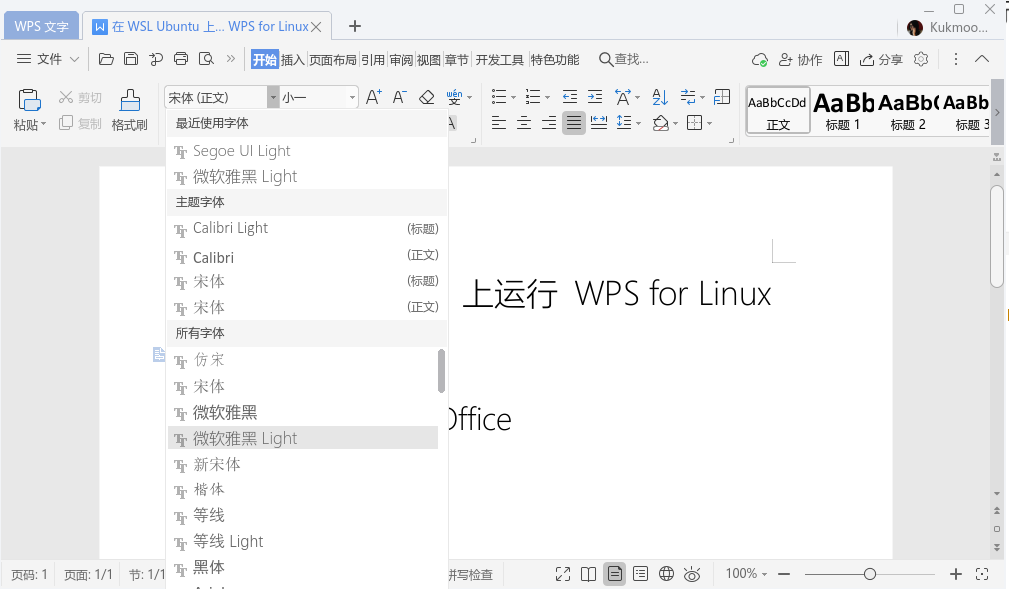 WPS 文字
在 WSL Ubuntu 上... WPS for Linux
Kukmoo...
文件
开始 插入 页面布局 引用 审阅 视图 章节 开发工具 特色功能
查找...
协作
分享
粘贴
剪切
复制
格式刷
宋体 (正文)
小一
AaBbCcDd
正文
AaBb
标题 1
AaBb(
标题 2
AaBb
标题 3
最近使用字体
Segoe UI Light
微软雅黑 Light
主题字体
Calibri Light (标题)
Calibri (正文)
宋体 (标题)
宋体 (正文)
所有字体
仿宋
宋体
微软雅黑
微软雅黑 Light
新宋体
楷体
等线
等线 Light
黑体
上运行 WPS for Linux
Office
页码: 1
页面: 1/1
节: 1/1
拼写检查
100%